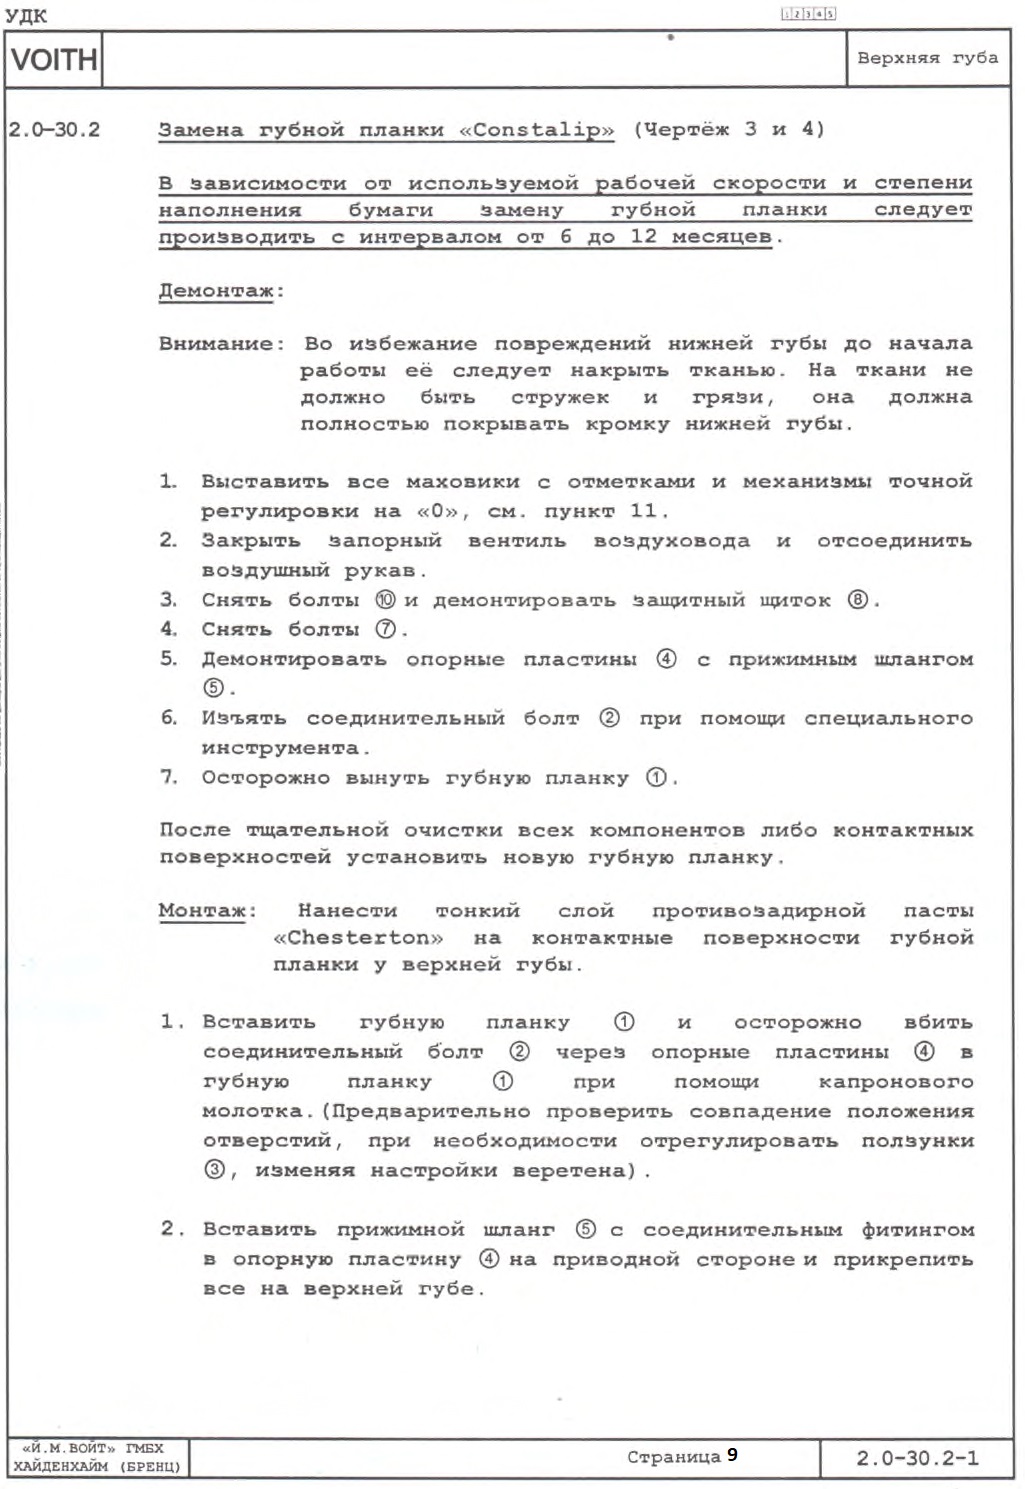 УДК
1 2 3 4 5
VOITH
Верхняя губа
2.0-30.2 Замена губной планки «Constalip» (Чертёж 3 и 4)
В зависимости от используемой рабочей скорости и степени
наполнения бумаги замену губной планки следует
производить с интервалом от 6 до 12 месяцев.
Демонтаж:
Внимание: Во избежание повреждений нижней губы до начала
работы её следует накрыть тканью. На ткани не
должно быть стружек и грязи, она должна
полностью покрывать кромку нижней губы.
1. Выставить все маховики с отметками и механизмы точной
регулировки на «0», см. пункт 11.
2. Закрыть запорный вентиль воздуховода и отсоединить
воздушный рукав.
3. Снять болты ⑩ и демонтировать защитный щиток ⑧.
4. Снять болты ⑦.
5. Демонтировать опорные пластины ④ с прижимным шлангом
⑤.
6. Изъять соединительный болт ② при помощи специального
инструмента.
7. Осторожно вынуть губную планку ①.
После тщательной очистки всех компонентов либо контактных
поверхностей установить новую губную планку.
Монтаж: Нанести тонкий слой противозадирной пасты
«Chesterton» на контактные поверхности губной
планки у верхней губы.
1. Вставить губную планку ① и осторожно вбить
соединительный болт ② через опорные пластины ④ в
губную планку ① при помощи капронового
молотка.(Предварительно проверить совпадение положения
отверстий, при необходимости отрегулировать ползунки
③, изменяя настройки веретена).
2. Вставить прижимной шланг ⑤ с соединительным фитингом
в опорную пластину ④ на приводной стороне и прикрепить
все на верхней губе.
«Й.М.ВОЙТ» ГМБХ
ХАЙДЕНХАЙМ (БРЕНЦ)
Страница 9
2.0-30.2-1